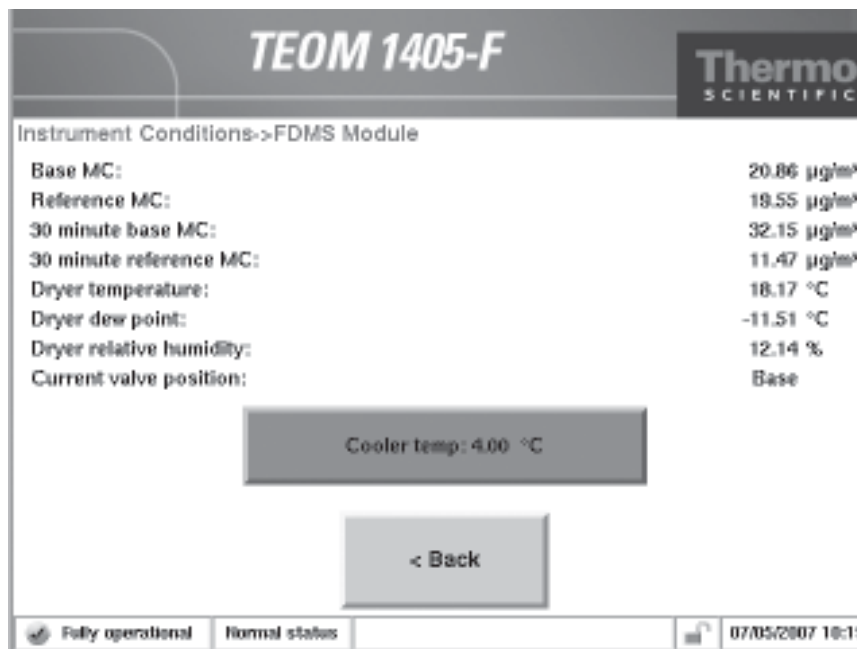 TEOM 1405-F
Thermo
SCIENTIFIC
Instrument Conditions->FDMS Module
Base MC: 20.86 µg/m³
Reference MC: 19.55 µg/m³
30 minute base MC: 32.15 µg/m³
30 minute reference MC: 11.47 µg/m³
Dryer temperature: 18.17 °C
Dryer dew point: -11.51 °C
Dryer relative humidity: 12.14 %
Current valve position: Base
Cooler temp: 4.00 °C
< Back
Fully operational
Normal status
07/05/2007